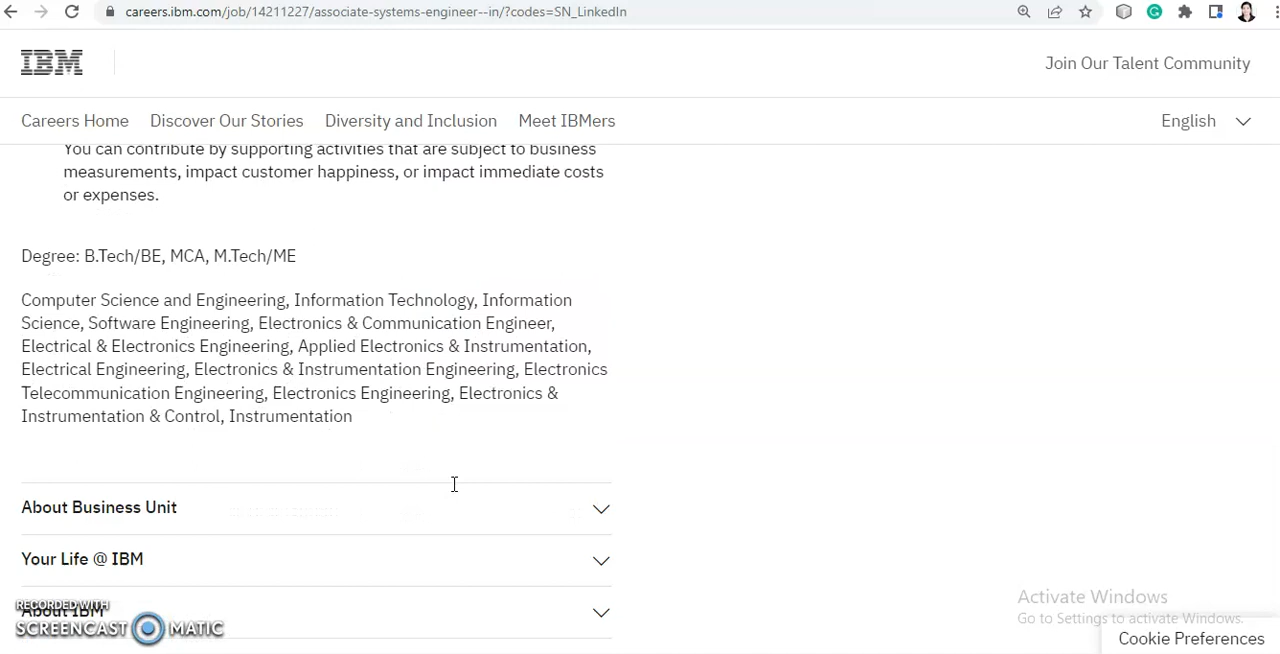 careers.ibm.com/job/14211227/associate-systems-engineer--in/?codes=SN_LinkedIn
IBM
Join Our Talent Community
Careers Home
Discover Our Stories
Diversity and Inclusion
Meet IBMers
English
You can contribute by supporting activities that are subject to business
measurements, impact customer happiness, or impact immediate costs
or expenses.
Degree: B.Tech/BE, MCA, M.Tech/ME
Computer Science and Engineering, Information Technology, Information
Science, Software Engineering, Electronics & Communication Engineer,
Electrical & Electronics Engineering, Applied Electronics & Instrumentation,
Electrical Engineering, Electronics & Instrumentation Engineering, Electronics
Telecommunication Engineering, Electronics Engineering, Electronics &
Instrumentation & Control, Instrumentation
About Business Unit
Your Life @ IBM
About IBM
RECORDED WITH
SCREENCAST MATIC
Activate Windows
Go to Settings to activate Windows.
Cookie Preferences